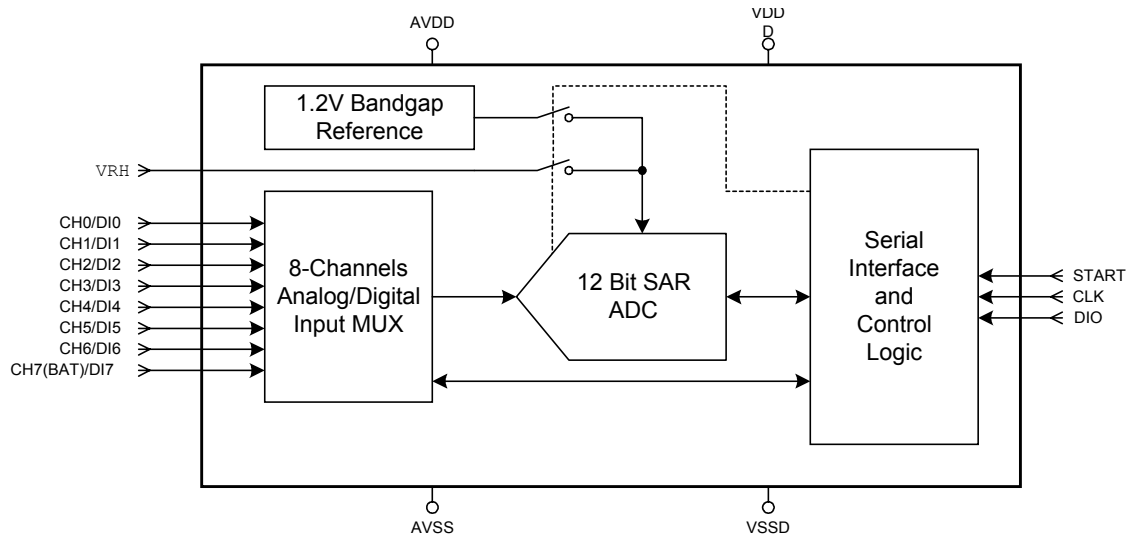 AVDD
VDD
D
1.2V Bandgap
Reference
VRH
CH0/DI0
CH1/DI1
CH2/DI2
CH3/DI3
CH4/DI4
CH5/DI5
CH6/DI6
CH7(BAT)/DI7
8-Channels
Analog/Digital
Input MUX
12 Bit SAR
ADC
Serial
Interface
and
Control
Logic
START
CLK
DIO
AVSS
VSSD